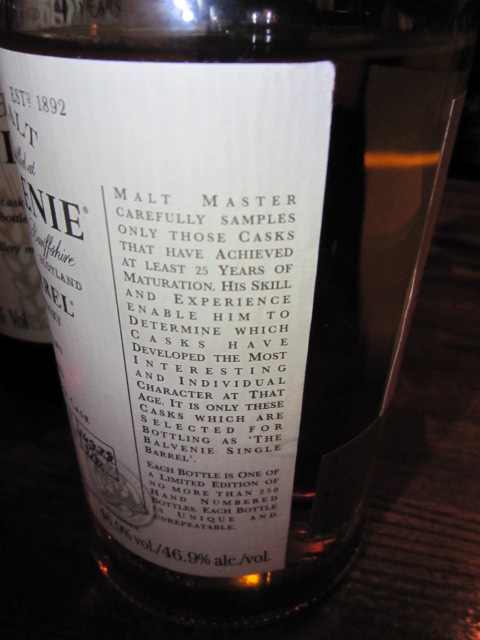 YEARS
ESTD 1892
ALT
ENIE®
SCOTLAND
REL®
MALT MASTER
CAREFULLY SAMPLES
ONLY THOSE CASKS
THAT HAVE ACHIEVED
AT LEAST 25 YEARS OF
MATURATION. HIS SKILL
AND EXPERIENCE
ENABLE HIM TO
DETERMINE WHICH
CASKS HAVE
DEVELOPED THE MOST
INTERESTING
AND INDIVIDUAL
CHARACTER AT THAT
AGE. IT IS ONLY THESE
CASKS WHICH ARE
SELECTED FOR
BOTTLING AS 'THE
BALVENIE SINGLE
BARREL'.
EACH BOTTLE IS ONE OF
A LIMITED EDITION OF
NO MORE THAN 250
HAND NUMBERED
BOTTLES. EACH BOTTLE
IS UNIQUE AND
UNREPEATABLE.
46.9% vol./46.9% alc./vol.